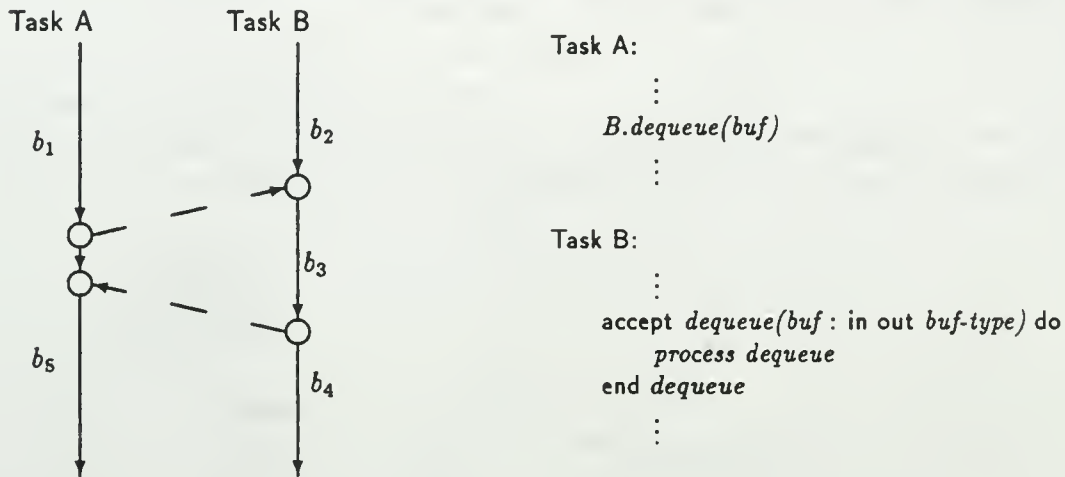 Task A
Task B
b1
b2
b3
b5
b4
Task A:
⋮
B.dequeue(buf)
⋮
Task B:
⋮
accept dequeue(buf : in out buf-type) do
process dequeue
end dequeue
⋮